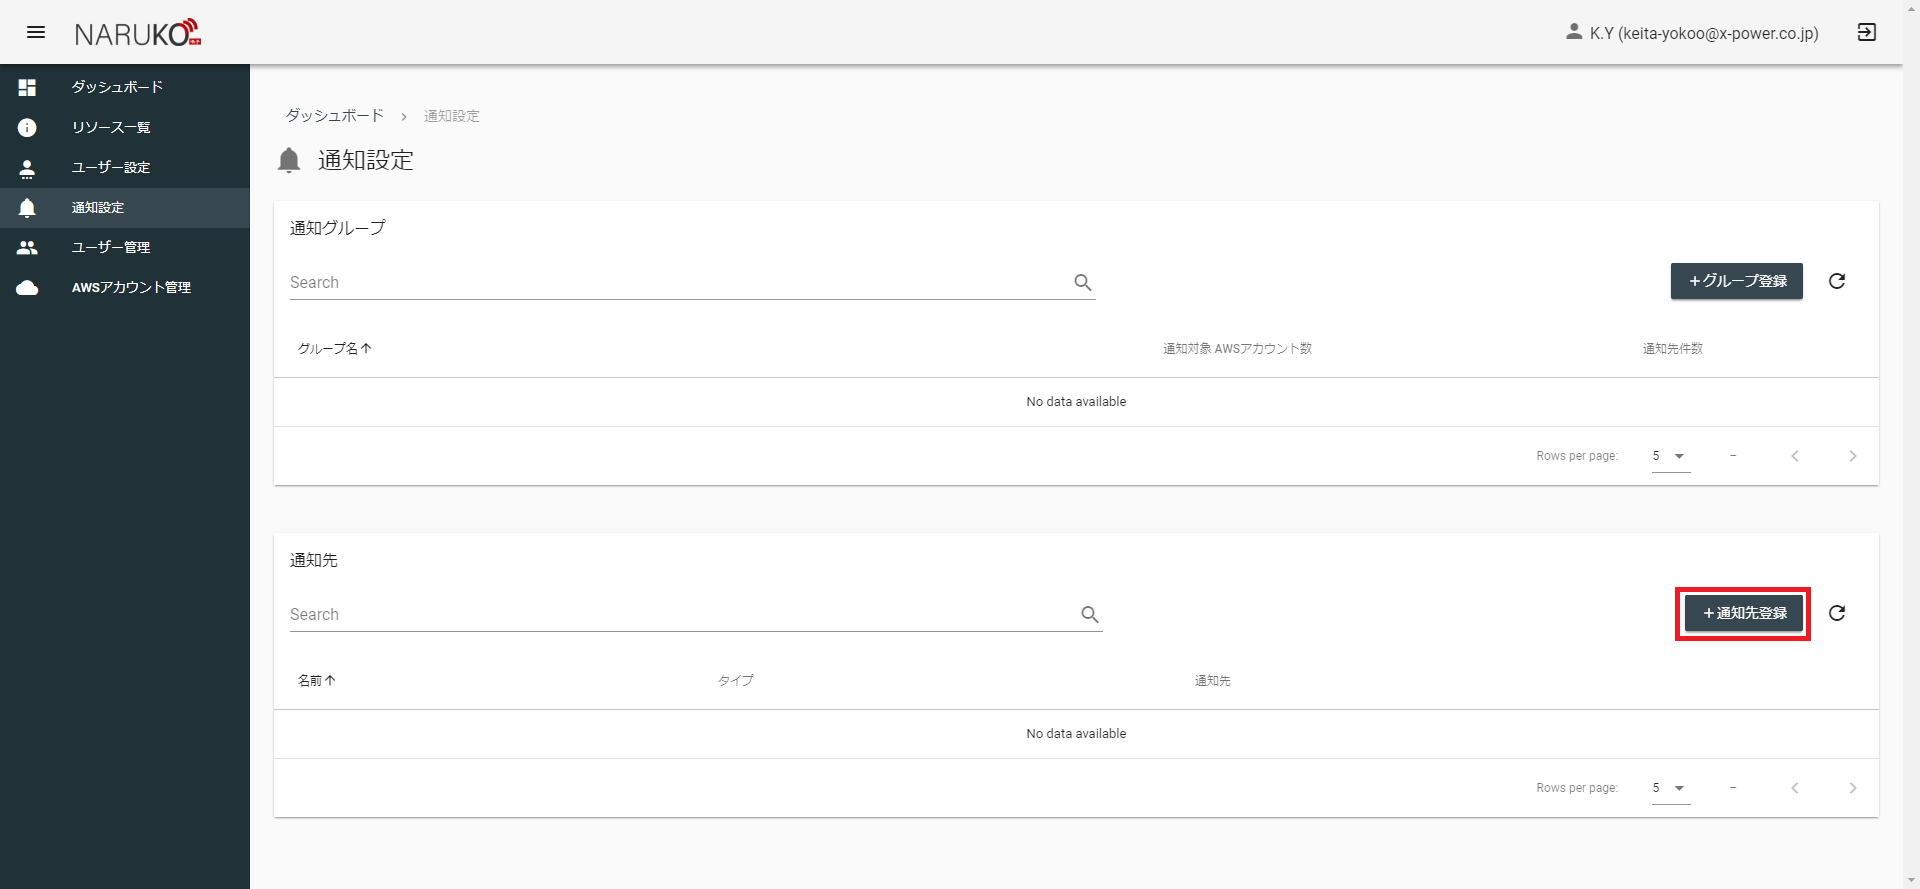 NARUKO
K.Y (keita-yokoo@x-power.co.jp)
ダッシュボード
リソース一覧
ユーザー設定
通知設定
ユーザー管理
AWSアカウント管理
ダッシュボード > 通知設定
通知設定
通知グループ
Search
+グループ登録
グループ名↑ 通知対象 AWSアカウント数 通知先件数
No data available
Rows per page: 5 –
通知先
Search
+通知先登録
名前↑ タイプ 通知先
No data available
Rows per page: 5 –